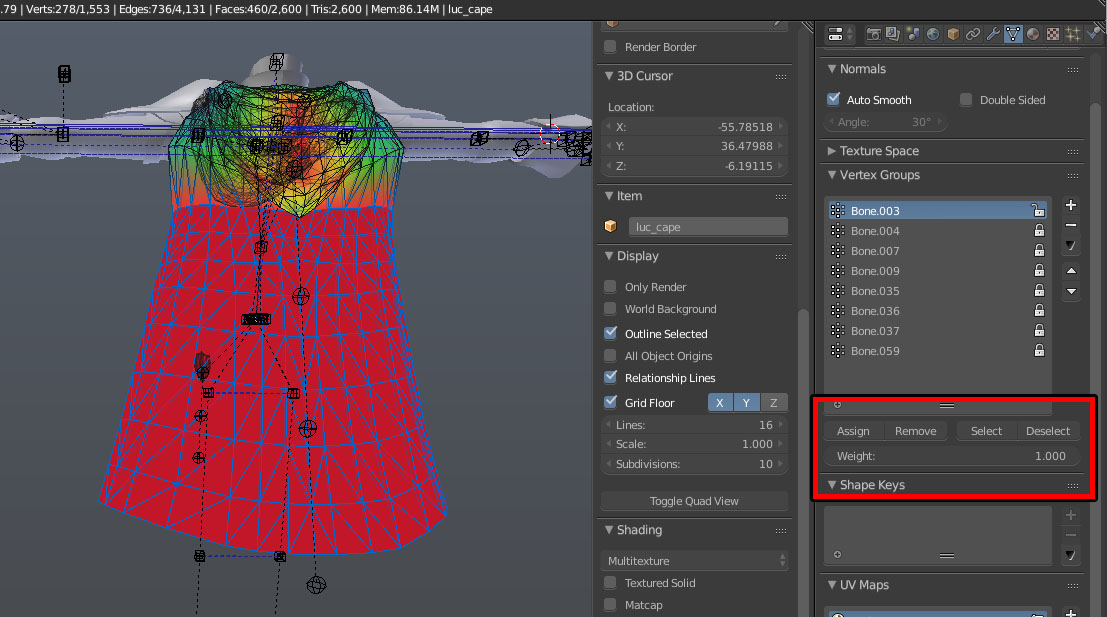 .79 | Verts:278/1,553 | Edges:736/4,131 | Faces:460/2,600 | Tris:2,600 | Mem:86.14M | luc_cape
Render Border
3D Cursor
Location:
X: -55.78518
Y: 36.47988
Z: -6.19115
Item
luc_cape
Display
Only Render
World Background
Outline Selected
All Object Origins
Relationship Lines
Grid Floor X Y Z
Lines: 16
Scale: 1.000
Subdivisions: 10
Toggle Quad View
Shading
Multitexture
Textured Solid
Matcap
Normals
Auto Smooth Double Sided
Angle: 30°
Texture Space
Vertex Groups
Bone.003
Bone.004
Bone.007
Bone.009
Bone.035
Bone.036
Bone.037
Bone.059
Assign Remove Select Deselect
Weight: 1.000
Shape Keys
UV Maps